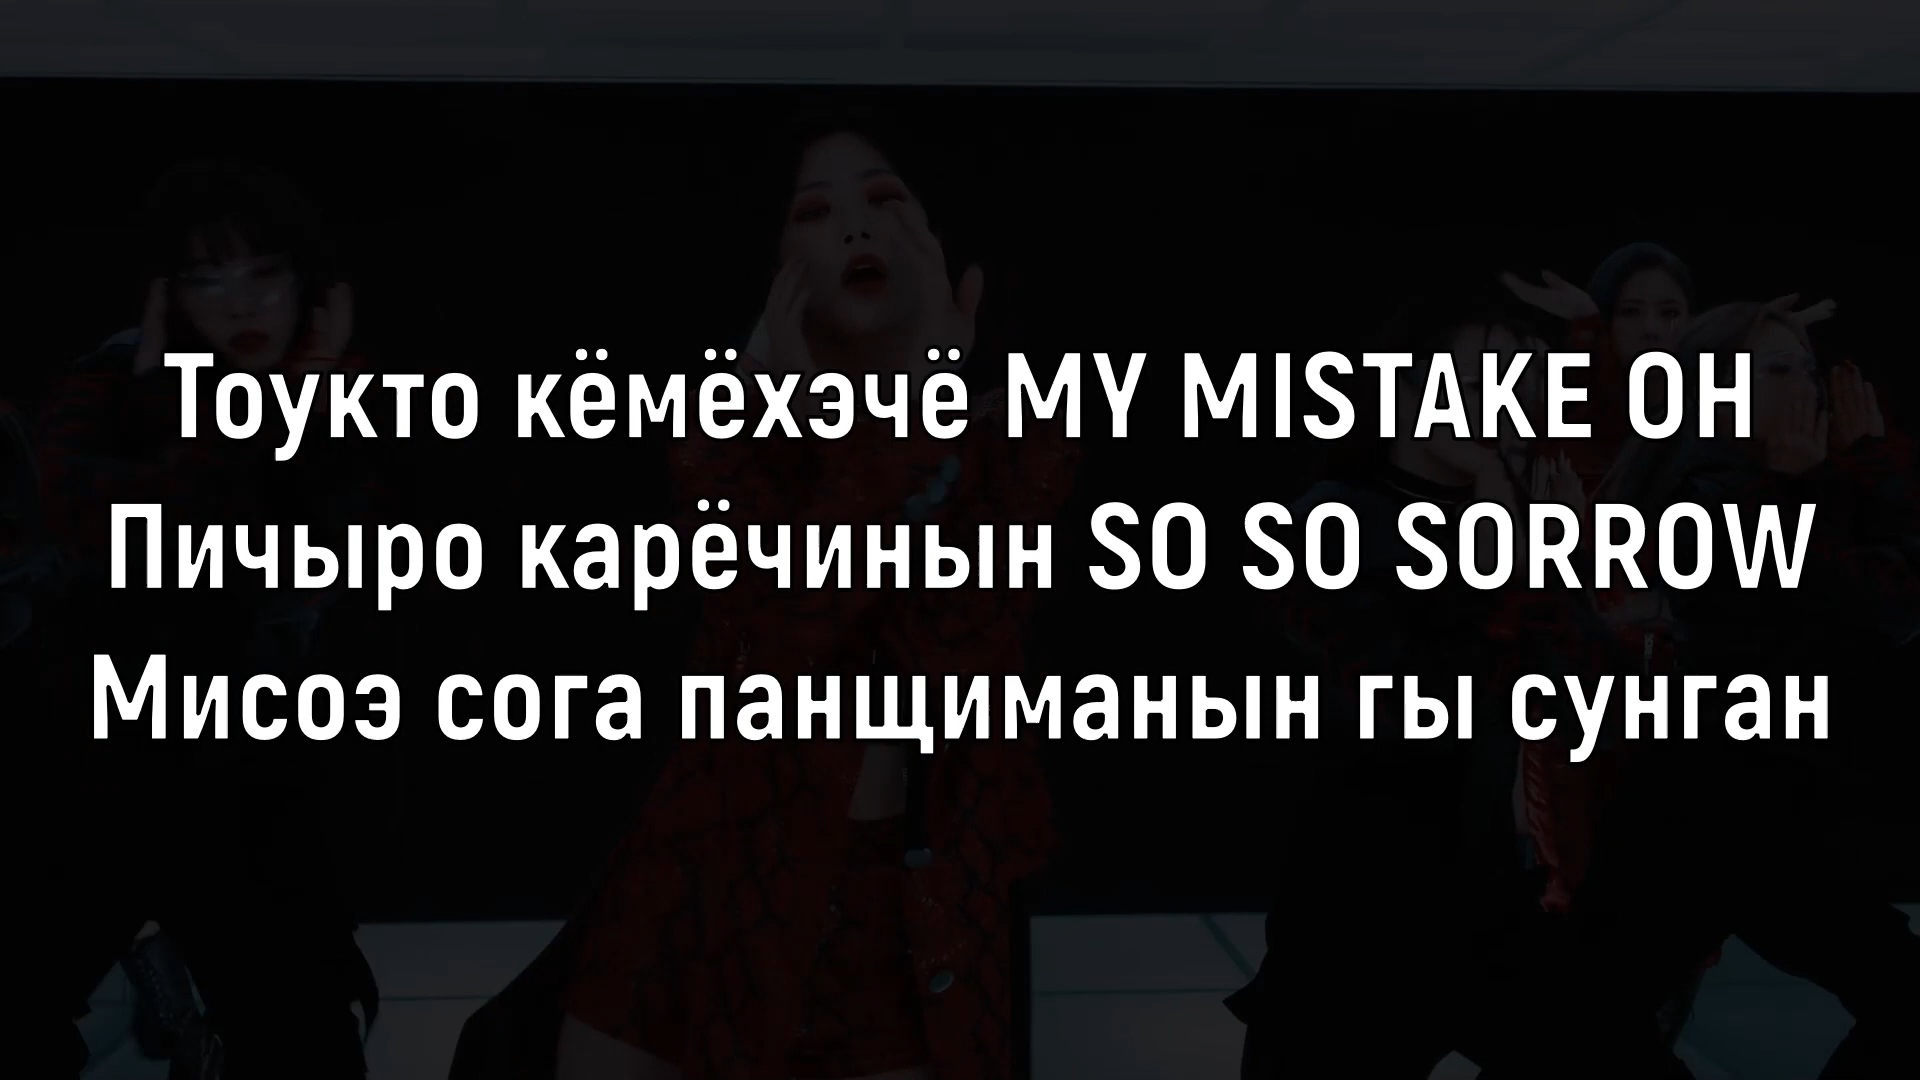 Тоукто кёмёхэчё MY MISTAKE OH
Пичыро карёчинын SO SO SORROW
Мисоэ сога панщиманын гы сунган